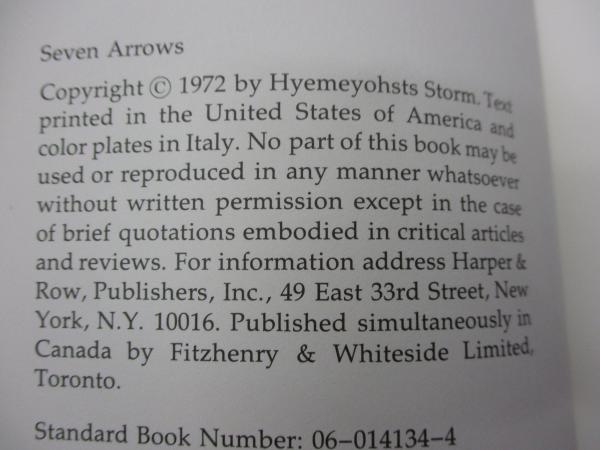 Seven Arrows
Copyright © 1972 by Hyemeyohsts Storm. Text
printed in the United States of America and
color plates in Italy. No part of this book may be
used or reproduced in any manner whatsoever
without written permission except in the case
of brief quotations embodied in critical articles
and reviews. For information address Harper &
Row, Publishers, Inc., 49 East 33rd Street, New
York, N.Y. 10016. Published simultaneously in
Canada by Fitzhenry & Whiteside Limited,
Toronto.
Standard Book Number: 06–014134–4